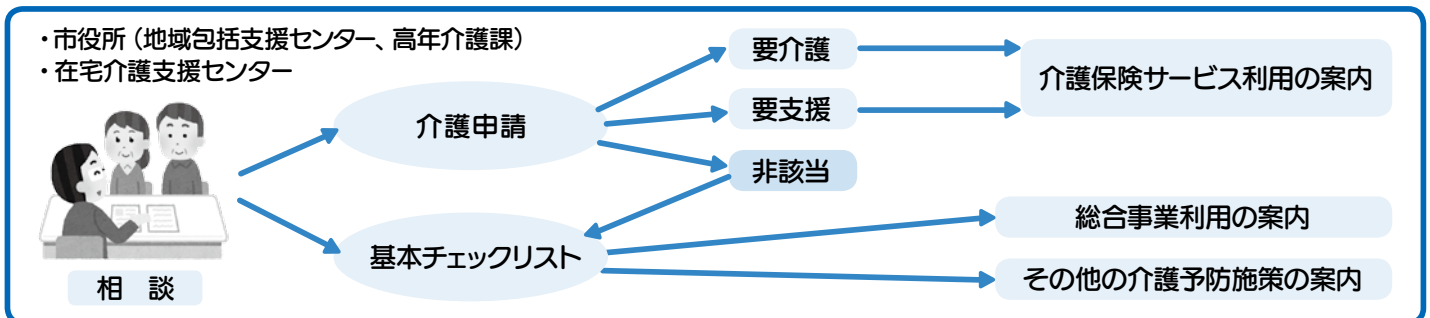 ・市役所（地域包括支援センター、高年介護課）
・在宅介護支援センター
相　談
介護申請
基本チェックリスト
要介護
要支援
非該当
介護保険サービス利用の案内
総合事業利用の案内
その他の介護予防施策の案内